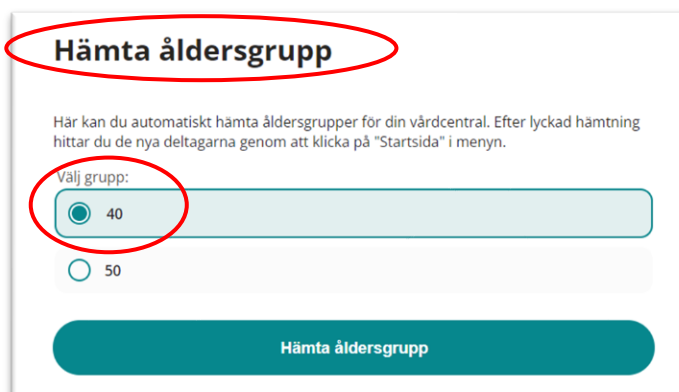 Hämta åldersgrupp
Här kan du automatiskt hämta åldersgrupper för din vårdcentral. Efter lyckad hämtning
hittar du de nya deltagarna genom att klicka på "Startsida" i menyn.
Välj grupp:
40
50
Hämta åldersgrupp